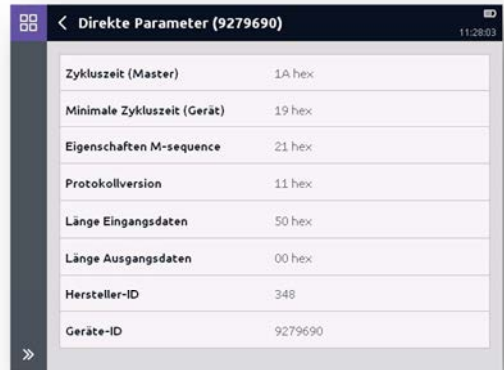 Direkte Parameter (9279690)
11:28:03
Zykluszeit (Master) 1A hex
Minimale Zykluszeit (Gerät) 19 hex
Eigenschaften M-sequence 21 hex
Protokollversion 11 hex
Länge Eingangsdaten 50 hex
Länge Ausgangsdaten 00 hex
Hersteller-ID 348
Geräte-ID 9279690